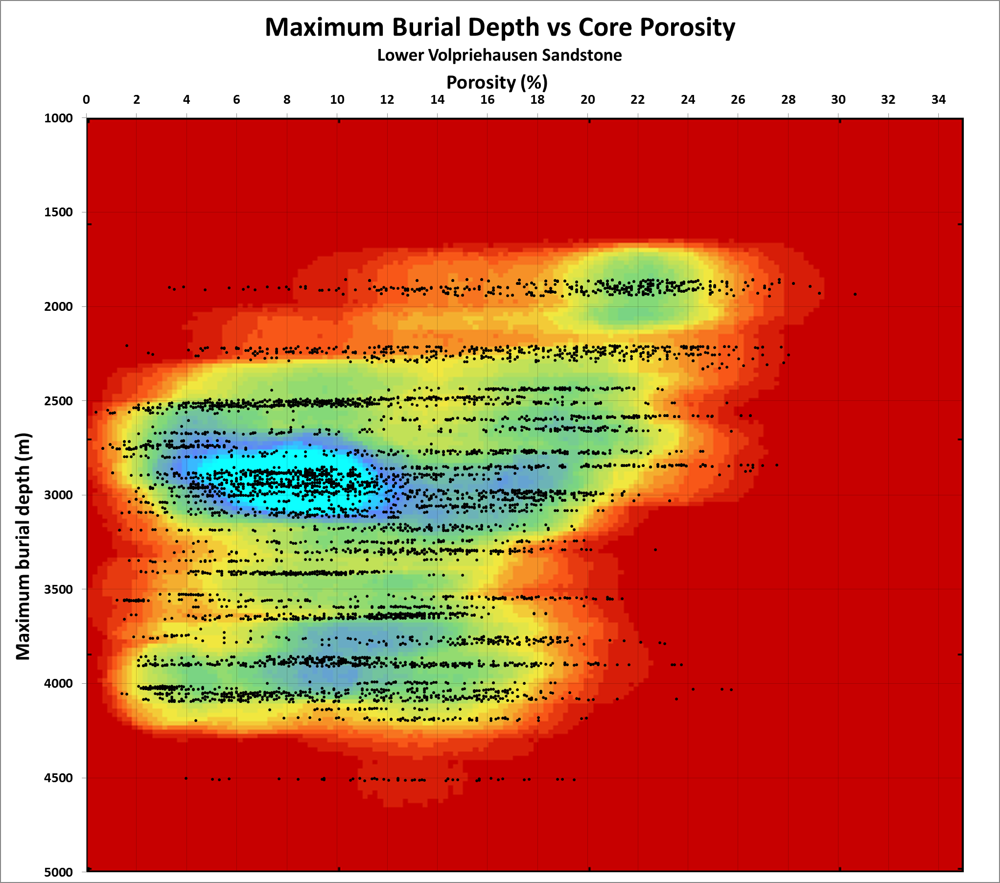 Maximum Burial Depth vs Core Porosity
Lower Volpriehausen Sandstone
Porosity (%)
0 2 4 6 8 10 12 14 16 18 20 22 24 26 28 30 32 34
1000
1500
2000
2500
3000
3500
4000
4500
5000
Maximum burial depth (m)